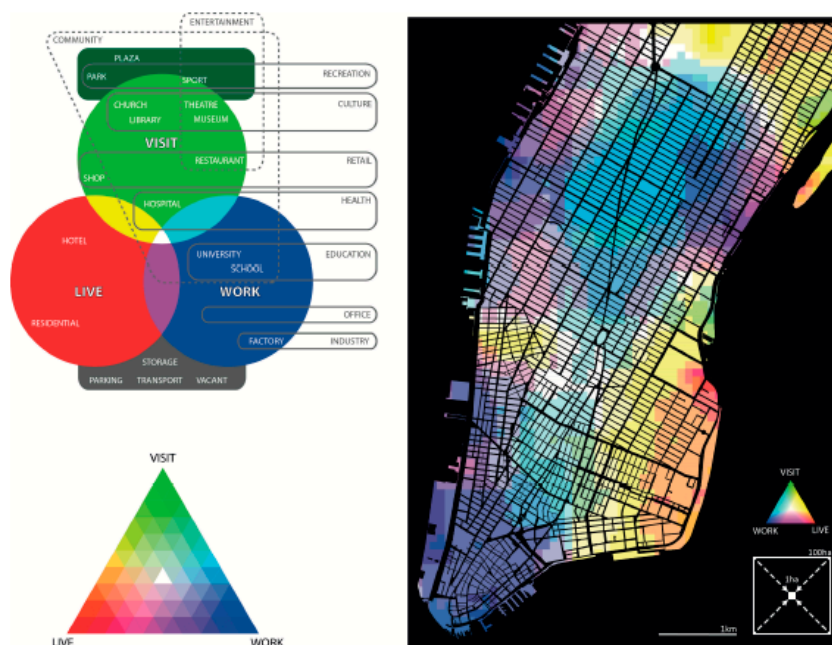 ENTERTAINMENT
COMMUNITY
PLAZA
PARK
SPORT
RECREATION
CHURCH
THEATRE
CULTURE
LIBRARY
MUSEUM
VISIT
RESTAURANT
RETAIL
SHOP
HOSPITAL
HEALTH
HOTEL
UNIVERSITY
EDUCATION
SCHOOL
LIVE
WORK
OFFICE
RESIDENTIAL
FACTORY
INDUSTRY
STORAGE
PARKING TRANSPORT VACANT
VISIT
LIVE WORK
VISIT
WORK LIVE
100ha
1ha
1km